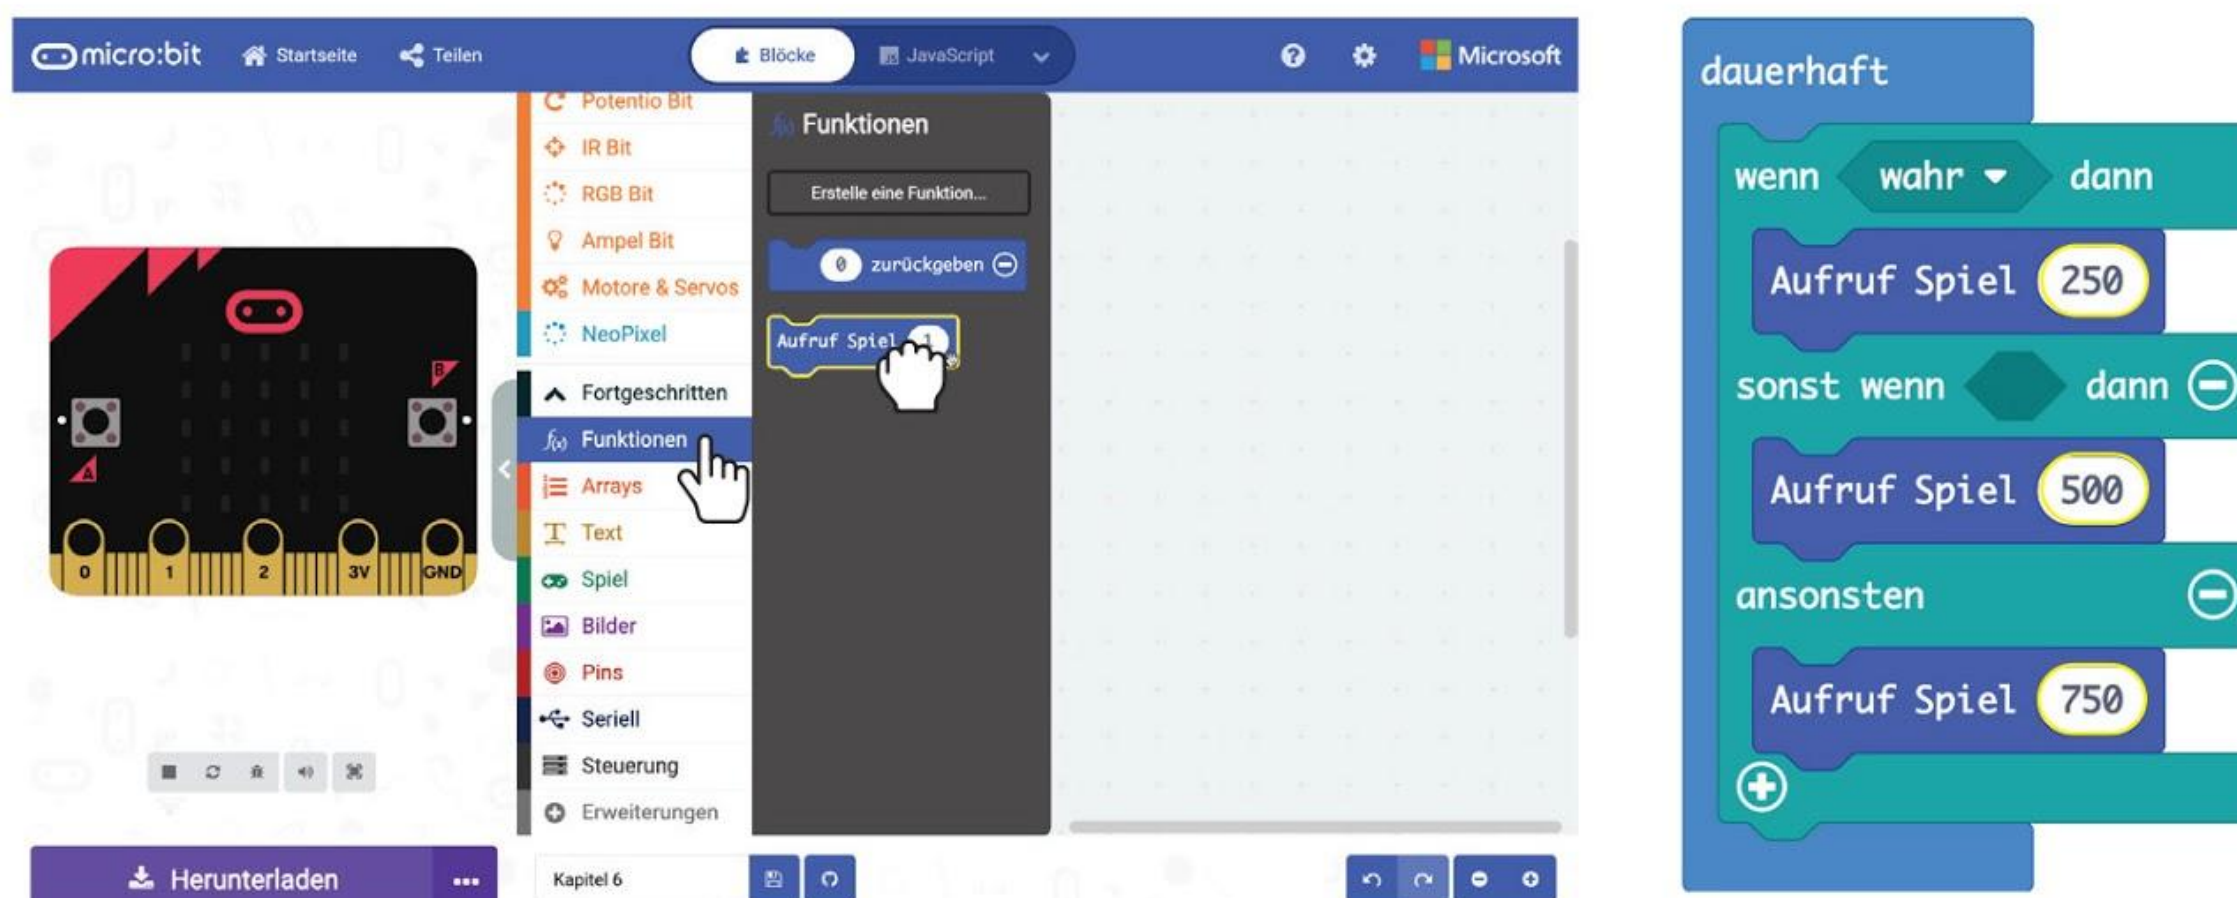 micro:bit Startseite Teilen Blöcke JavaScript Microsoft
Potentio Bit
IR Bit
RGB Bit
Ampel Bit
Motore & Servos
NeoPixel
Fortgeschritten
f(x) Funktionen
Arrays
Text
Spiel
Bilder
Pins
Seriell
Steuerung
Erweiterungen
f(x) Funktionen
Erstelle eine Funktion...
0 zurückgeben
Aufruf Spiel 1
B
A
0 1 2 3V GND
Herunterladen ...
Kapitel 6
dauerhaft
wenn wahr dann
Aufruf Spiel 250
sonst wenn dann
Aufruf Spiel 500
ansonsten
Aufruf Spiel 750